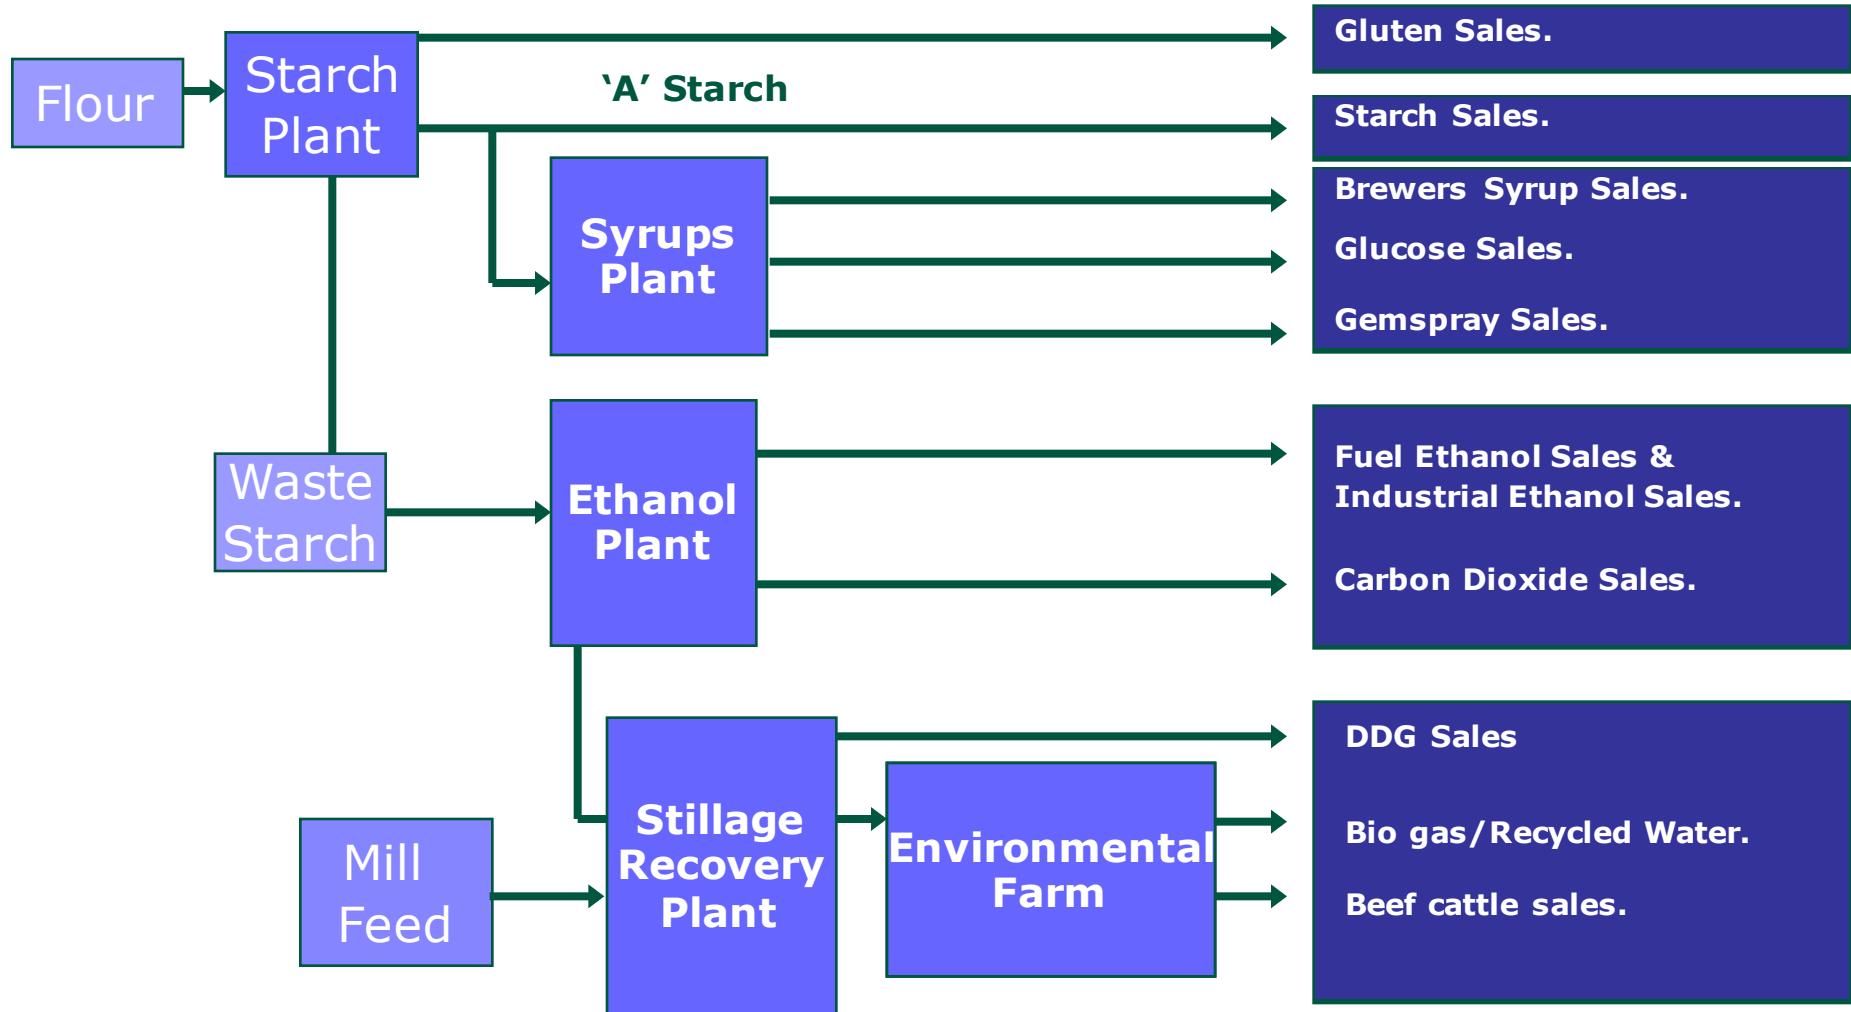 Gluten Sales.
Starch
Plant
Flour
‘A’ Starch
Starch Sales.
Brewers Syrup Sales.
Syrups
Plant
Glucose Sales.
Gemspray Sales.
Waste
Starch
Ethanol
Plant
Fuel Ethanol Sales &
Industrial Ethanol Sales.
Carbon Dioxide Sales.
DDG Sales
Mill
Feed
Stillage
Recovery
Plant
Environmental
Farm
Bio gas/Recycled Water.
Beef cattle sales.